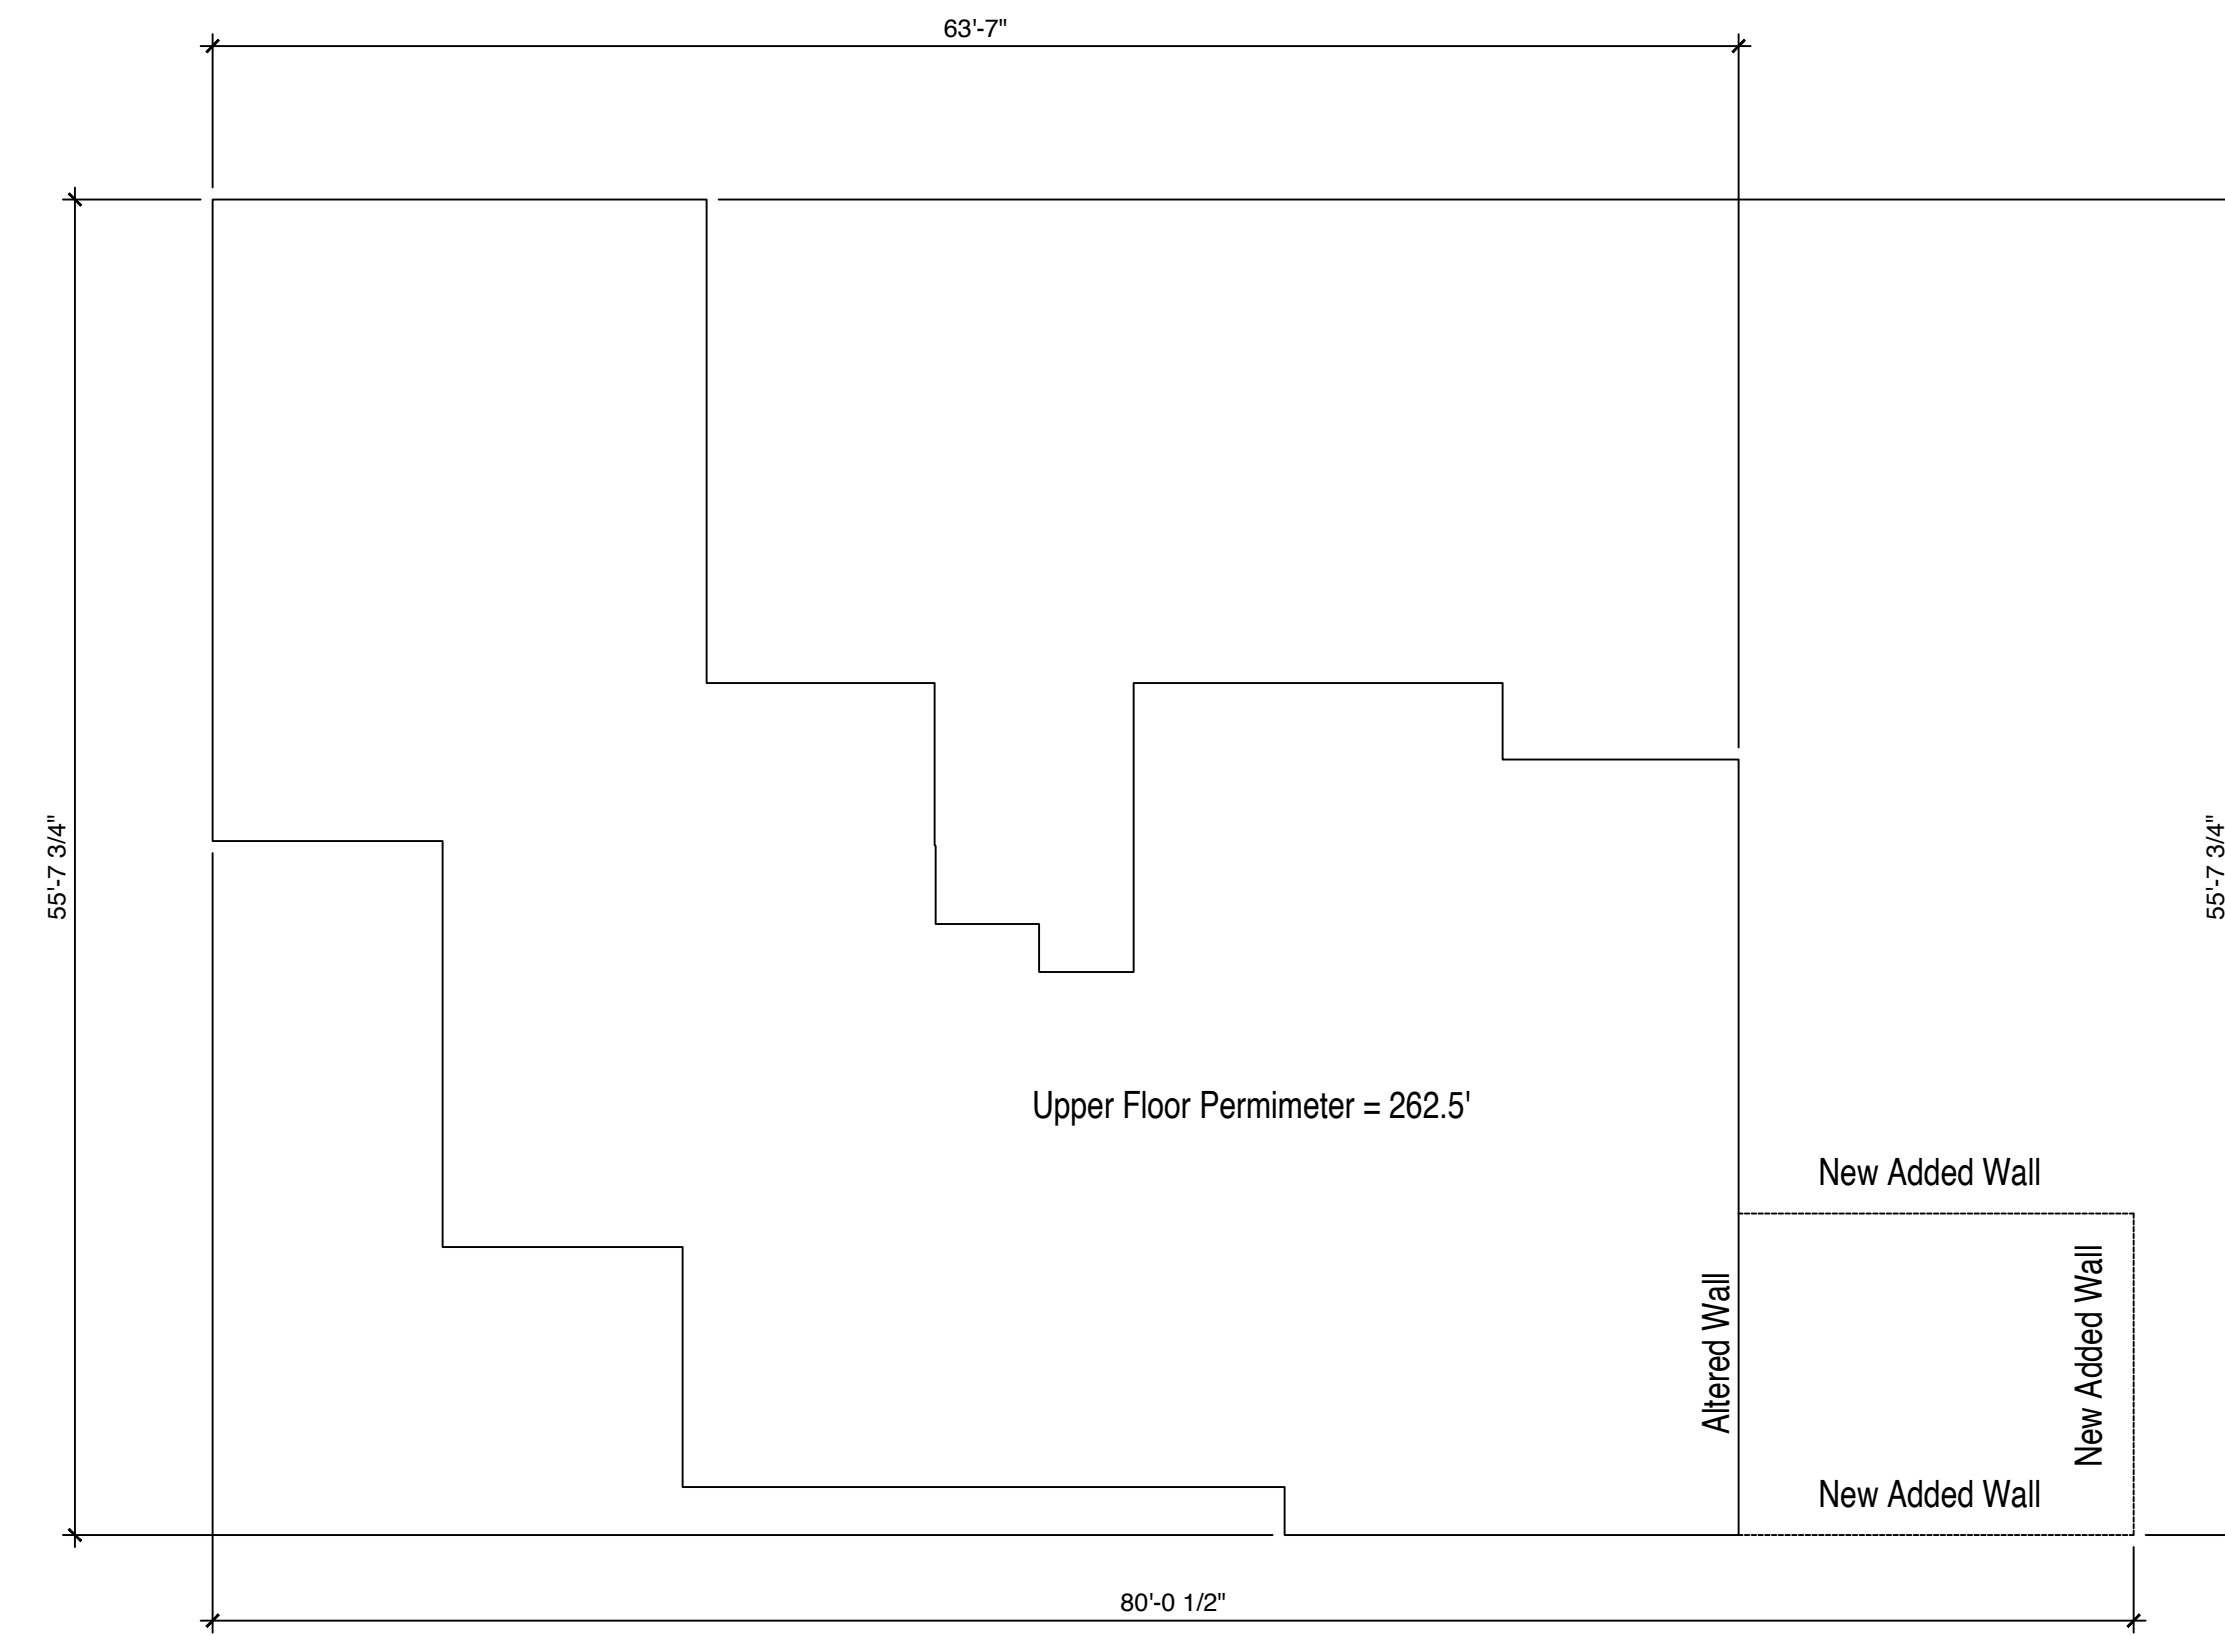 63'-7"
55'-7 3/4"
55'-7 3/4"
Upper Floor Permimeter = 262.5'
New Added Wall
Altered Wall
New Added Wall
New Added Wall
80'-0 1/2"